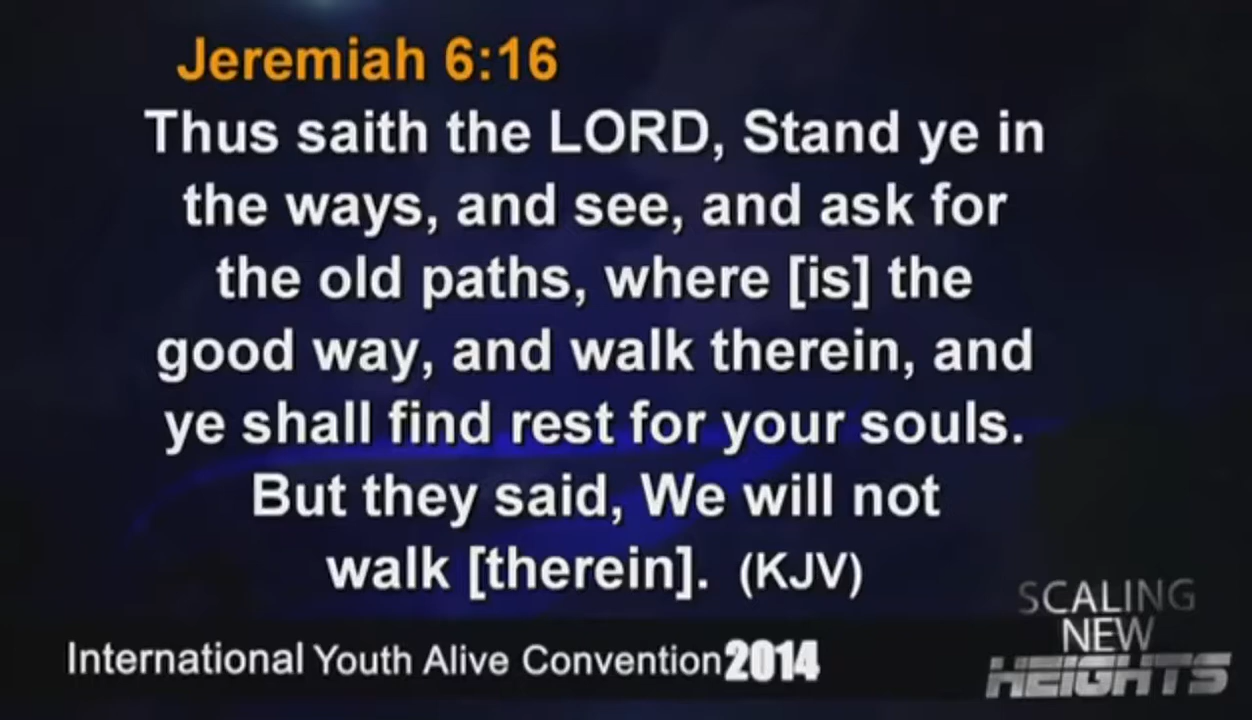 Jeremiah 6:16
Thus saith the LORD, Stand ye in
the ways, and see, and ask for
the old paths, where [is] the
good way, and walk therein, and
ye shall find rest for your souls.
But they said, We will not
walk [therein]. (KJV)
International Youth Alive Convention 2014
SCALING
NEW
HEIGHTS